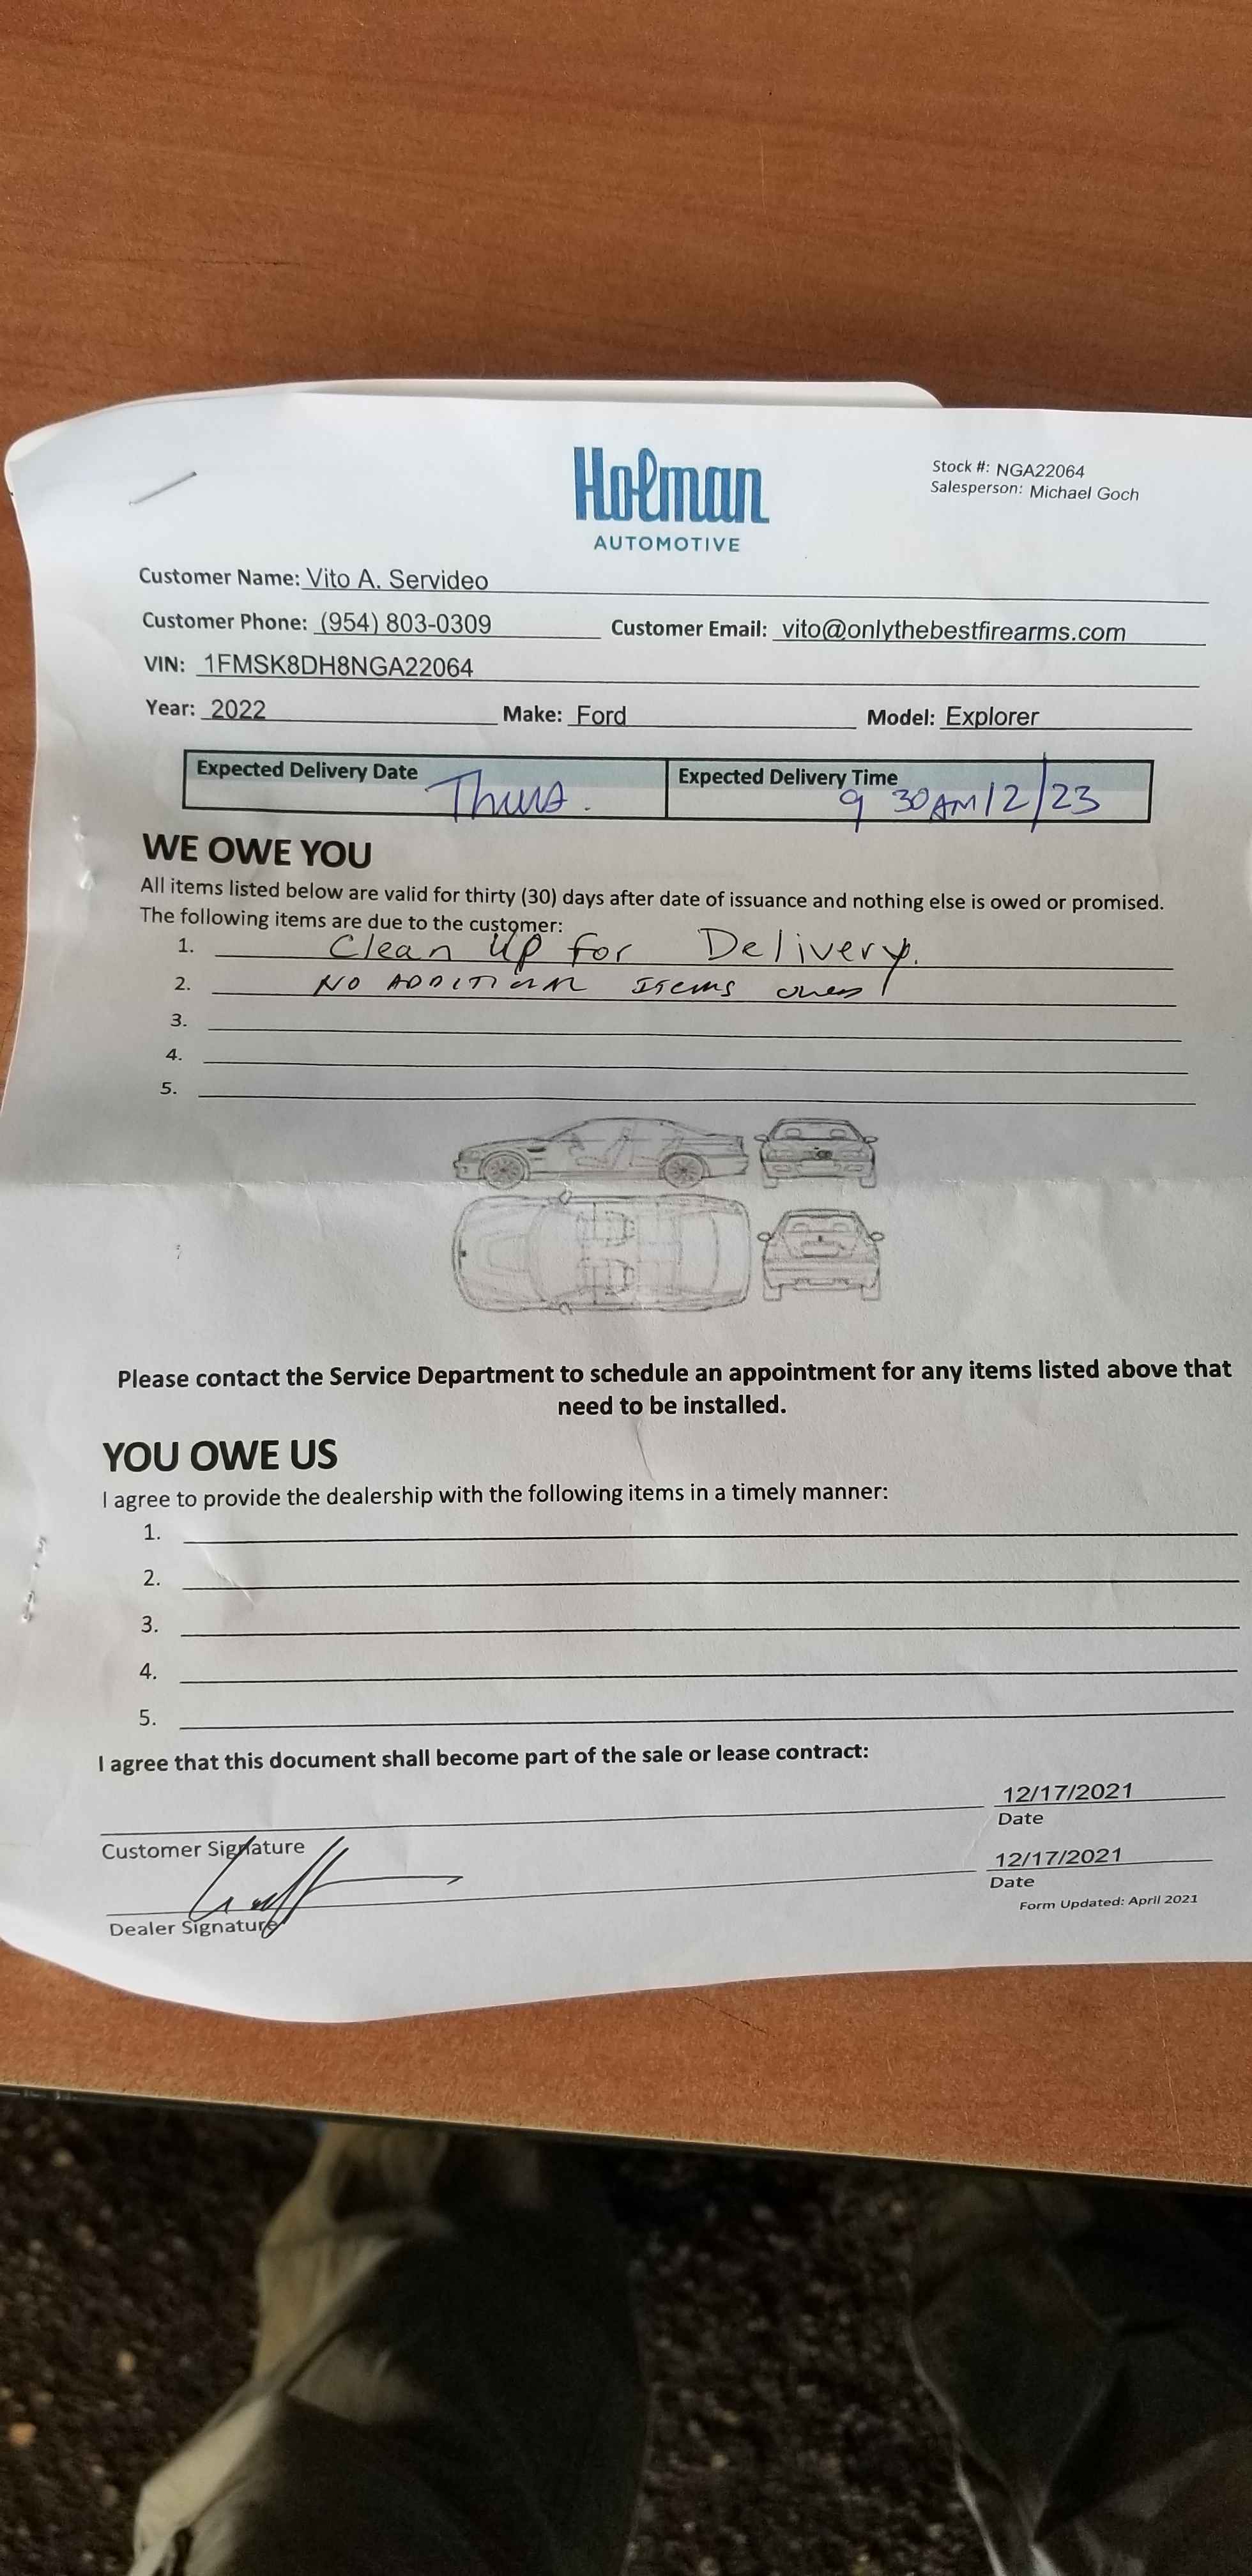 Holman
AUTOMOTIVE
Stock #: NGA22064
Salesperson: Michael Goch
Customer Name: Vito A. Servideo
Customer Phone: (954) 803-0309 Customer Email: vito@onlythebestfirearms.com
VIN: 1FMSK8DH8NGA22064
Year: 2022 Make: Ford Model: Explorer
Expected Delivery Date Thurs. Expected Delivery Time 9 30AM 12/23
WE OWE YOU
All items listed below are valid for thirty (30) days after date of issuance and nothing else is owed or promised.
The following items are due to the customer:
1. Clean Up for Delivery.
2. NO ADDITIONAL ITEMS owed
3.
4.
5.
Please contact the Service Department to schedule an appointment for any items listed above that
need to be installed.
YOU OWE US
I agree to provide the dealership with the following items in a timely manner:
1.
2.
3.
4.
5.
I agree that this document shall become part of the sale or lease contract:
12/17/2021
Customer Signature Date
12/17/2021
Dealer Signature Date
Form Updated: April 2021